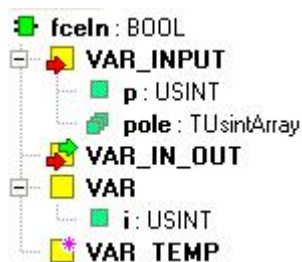 fceIn : BOOL
VAR_INPUT
p : USINT
pole : TUsintArray
VAR_IN_OUT
VAR
i : USINT
VAR_TEMP